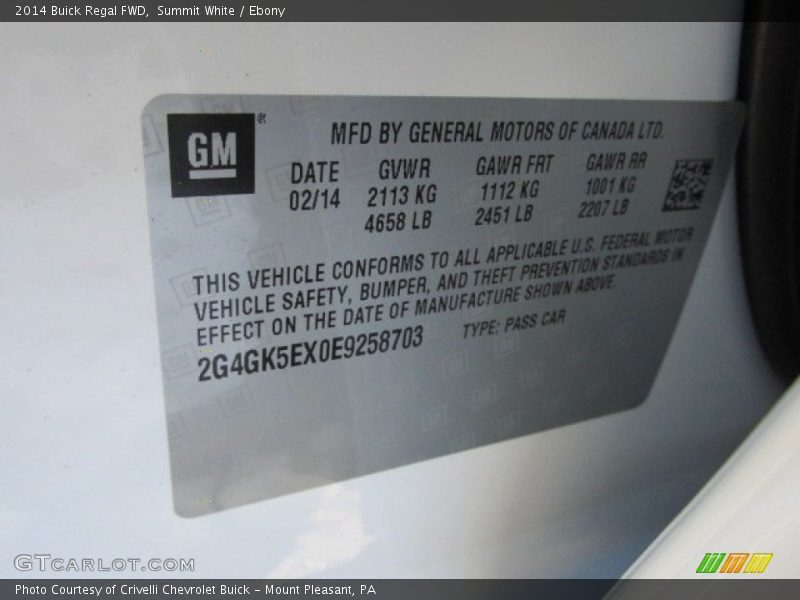 2014 Buick Regal FWD, Summit White / Ebony
GM ®
MFD BY GENERAL MOTORS OF CANADA LTD.
DATE GVWR GAWR FRT GAWR RR
02/14 2113 KG 1112 KG 1001 KG
4658 LB 2451 LB 2207 LB
THIS VEHICLE CONFORMS TO ALL APPLICABLE U.S. FEDERAL MOTOR
VEHICLE SAFETY, BUMPER, AND THEFT PREVENTION STANDARDS IN
EFFECT ON THE DATE OF MANUFACTURE SHOWN ABOVE.
2G4GK5EX0E9258703 TYPE: PASS CAR
GTCARLOT.COM
Photo Courtesy of Crivelli Chevrolet Buick - Mount Pleasant, PA